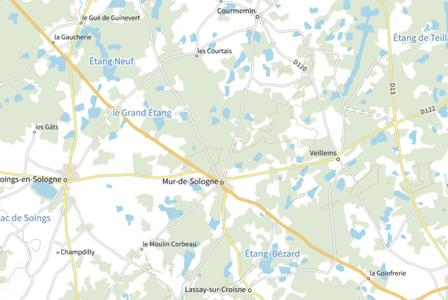 Courmemin
le Gué de Guinevert
la Gaucherie
les Courtais
Étang de Teill
Étang Neuf
D120
D13
le Grand Étang
D122
les Gâts
Veilleins
oings-en-Sologne
Mur-de-Sologne
ac de Soings
le Moulin Corbeau
Champdilly
Étang Bézard
la Goinfrerie
Lassay-sur-Croisne